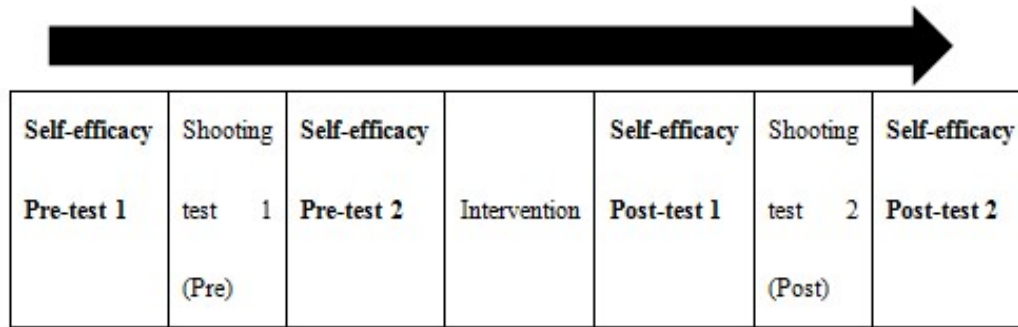 Self-efficacy
Pre-test 1
Shooting
test 1
(Pre)
Self-efficacy
Pre-test 2
Intervention
Self-efficacy
Post-test 1
Shooting
test 2
(Post)
Self-efficacy
Post-test 2